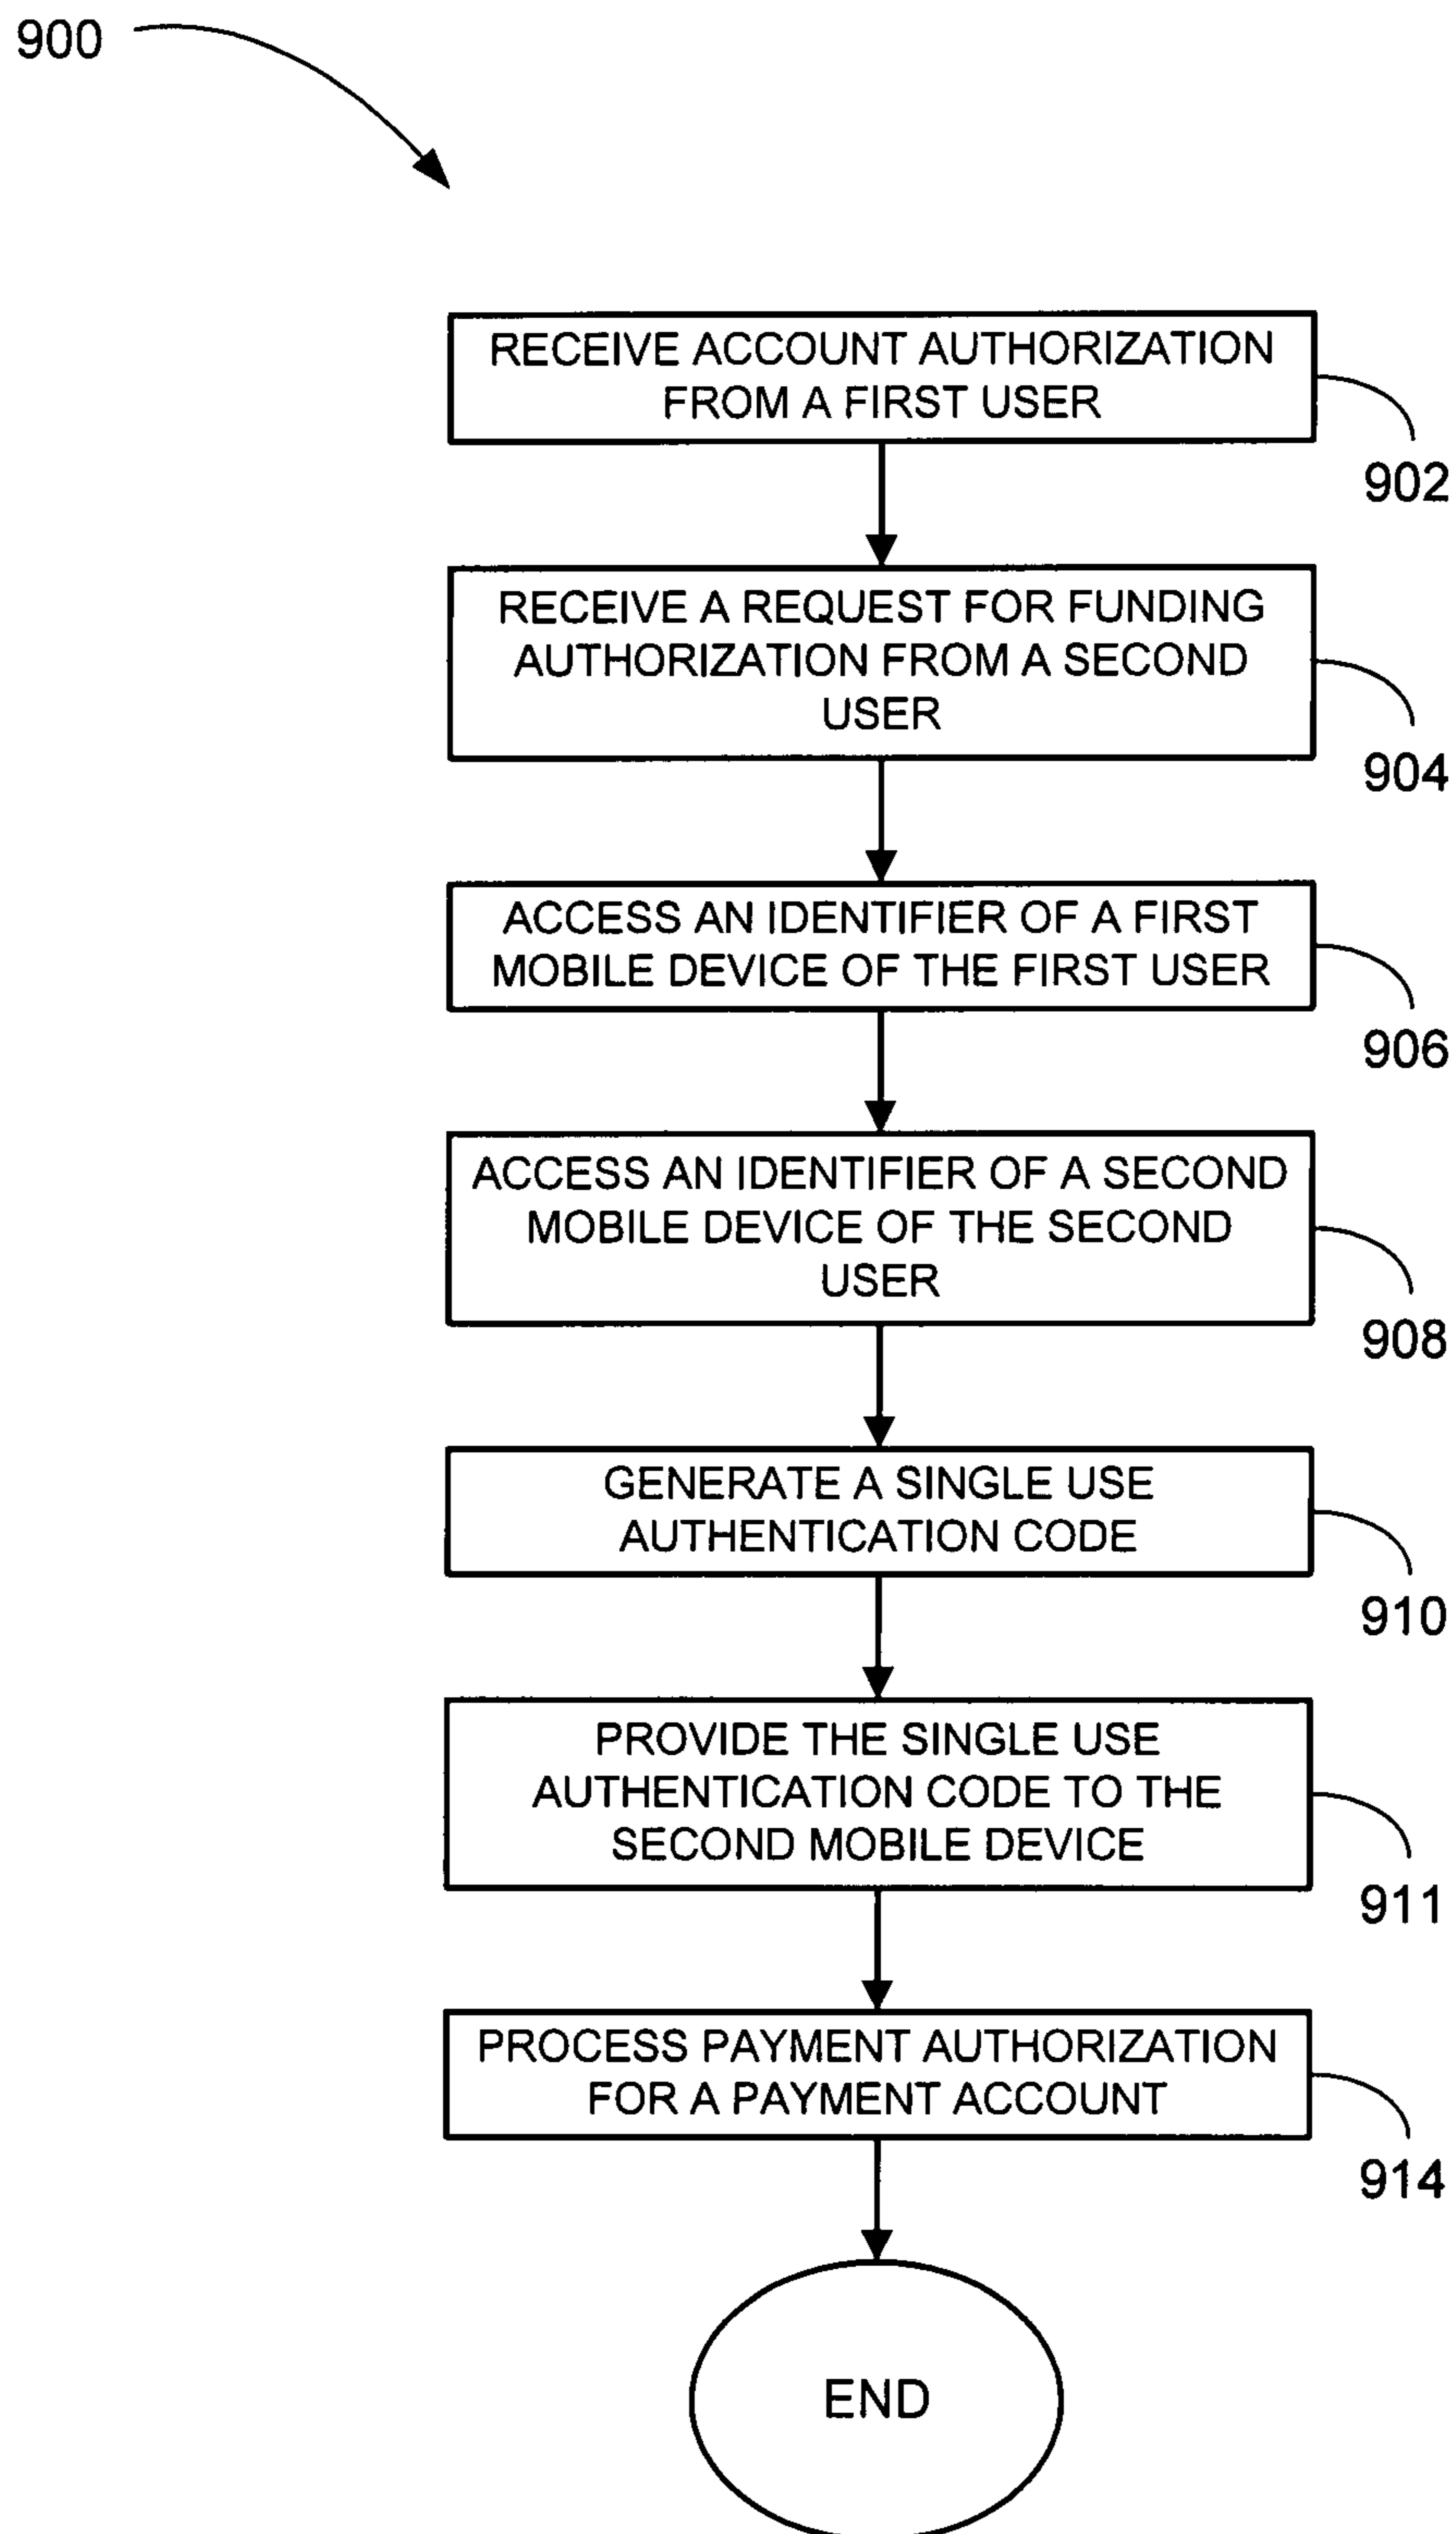 900
RECEIVE ACCOUNT AUTHORIZATION
FROM A FIRST USER
902
RECEIVE A REQUEST FOR FUNDING
AUTHORIZATION FROM A SECOND
USER
904
ACCESS AN IDENTIFIER OF A FIRST
MOBILE DEVICE OF THE FIRST USER
906
ACCESS AN IDENTIFIER OF A SECOND
MOBILE DEVICE OF THE SECOND
USER
908
GENERATE A SINGLE USE
AUTHENTICATION CODE
910
PROVIDE THE SINGLE USE
AUTHENTICATION CODE TO THE
SECOND MOBILE DEVICE
911
PROCESS PAYMENT AUTHORIZATION
FOR A PAYMENT ACCOUNT
914
END